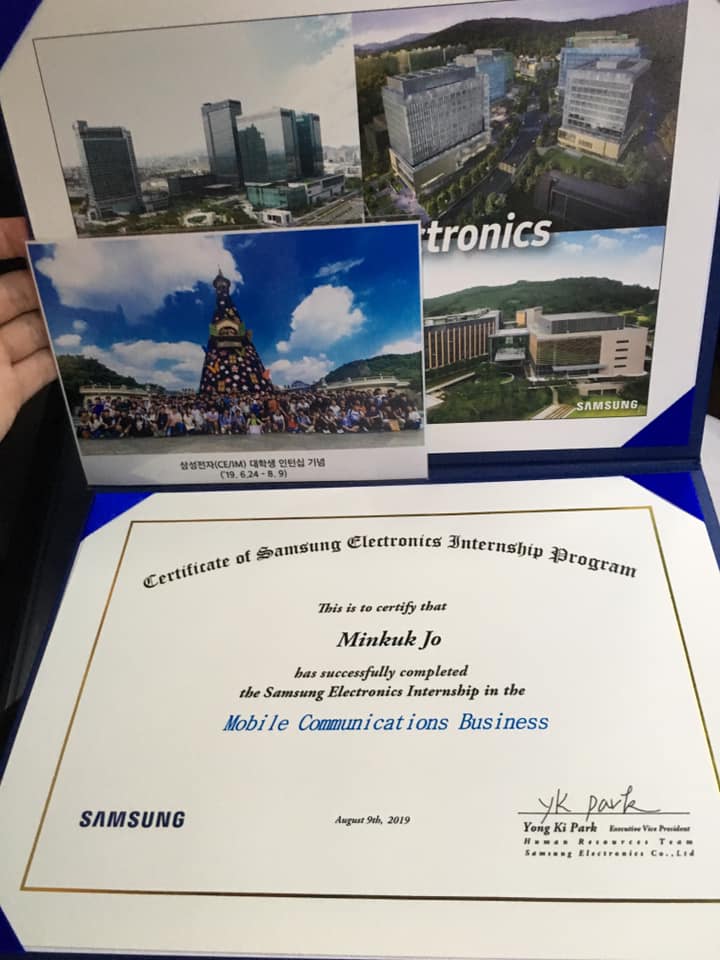 ctronics
SAMSUNG
삼성전자(CE/IM) 대학생 인턴십 기념
('19. 6.24 - 8. 9)
Certificate of Samsung Electronics Internship Program
This is to certify that
Minkuk Jo
has successfully completed
the Samsung Electronics Internship in the
Mobile Communications Business
SAMSUNG
August 9th, 2019
YK park
Yong Ki Park Executive Vice President
Human Resources Team
Samsung Electronics Co.,Ltd